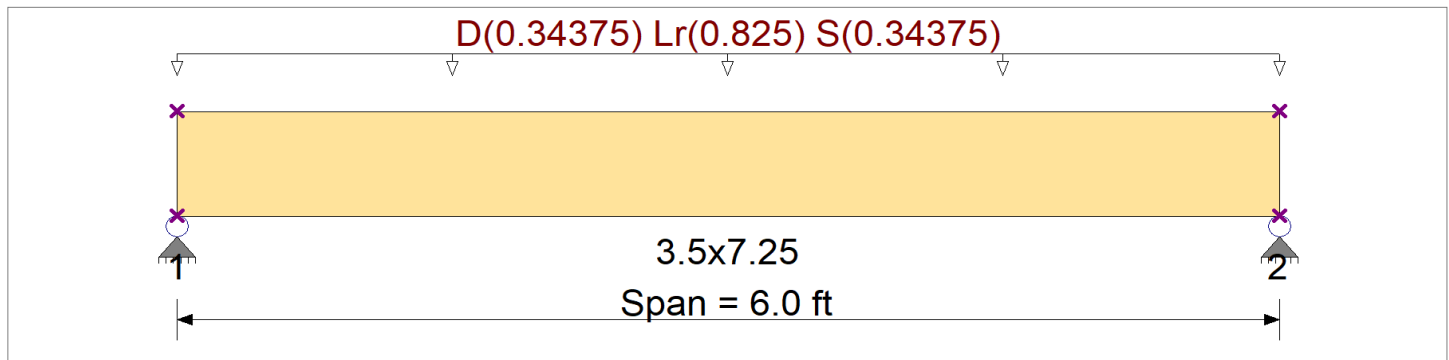 D(0.34375) Lr(0.825) S(0.34375)
3.5x7.25
1
2
Span = 6.0 ft